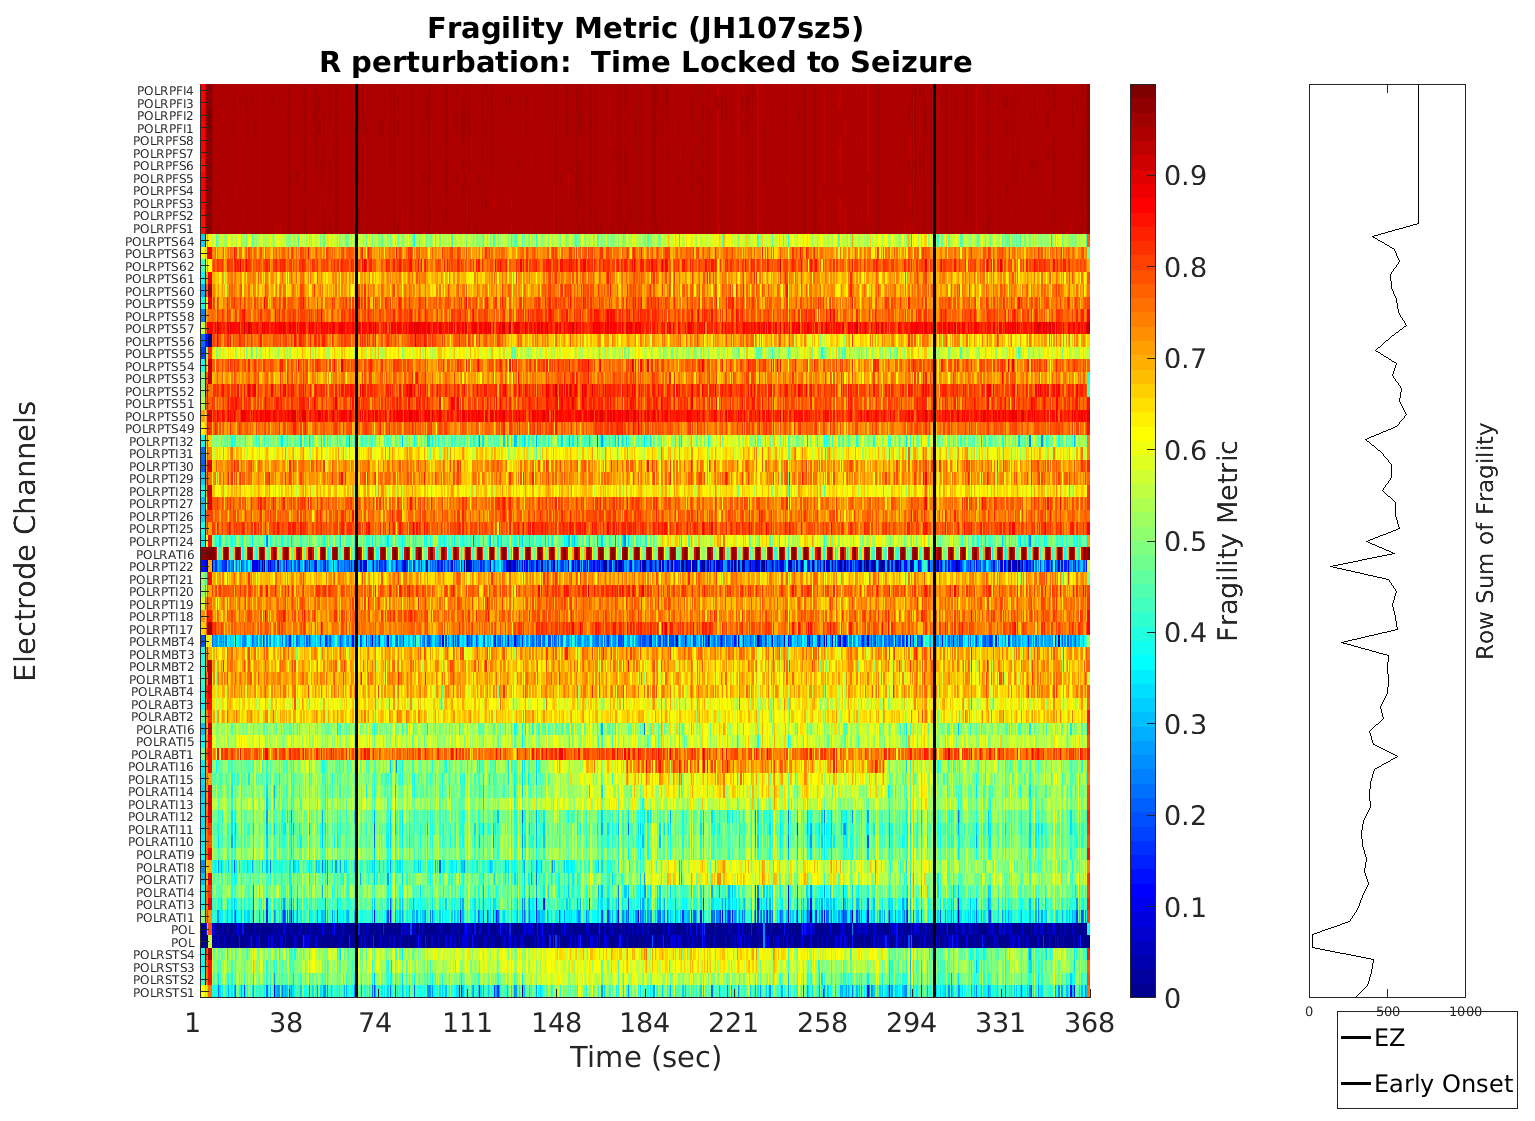 Fragility Metric (JH107sz5)
R perturbation:  Time Locked to Seizure
Electrode Channels
POLRPFI4
POLRPFI3
POLRPFI2
POLRPFI1
POLRPFS8
POLRPFS7
POLRPFS6
POLRPFS5
POLRPFS4
POLRPFS3
POLRPFS2
POLRPFS1
POLRPTS64
POLRPTS63
POLRPTS62
POLRPTS61
POLRPTS60
POLRPTS59
POLRPTS58
POLRPTS57
POLRPTS56
POLRPTS55
POLRPTS54
POLRPTS53
POLRPTS52
POLRPTS51
POLRPTS50
POLRPTS49
POLRPTI32
POLRPTI31
POLRPTI30
POLRPTI29
POLRPTI28
POLRPTI27
POLRPTI26
POLRPTI25
POLRPTI24
POLRATI6
POLRPTI22
POLRPTI21
POLRPTI20
POLRPTI19
POLRPTI18
POLRPTI17
POLRMBT4
POLRMBT3
POLRMBT2
POLRMBT1
POLRABT4
POLRABT3
POLRABT2
POLRATI6
POLRATI5
POLRABT1
POLRATI16
POLRATI15
POLRATI14
POLRATI13
POLRATI12
POLRATI11
POLRATI10
POLRATI9
POLRATI8
POLRATI7
POLRATI4
POLRATI3
POLRATI1
POL
POL
POLRSTS4
POLRSTS3
POLRSTS2
POLRSTS1
1 38 74 111 148 184 221 258 294 331 368
Time (sec)
0.9
0.8
0.7
0.6
0.5
0.4
0.3
0.2
0.1
0
Fragility Metric
Row Sum of Fragility
0 500 1000
EZ
Early Onset